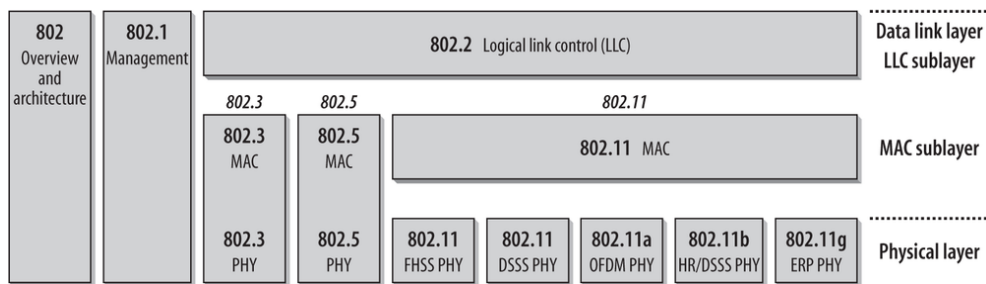 802
Overview
and
architecture
802.1
Management
802.2 Logical link control (LLC)
Data link layer
LLC sublayer
802.3
802.5
802.11
802.3
MAC
802.5
MAC
802.11 MAC
MAC sublayer
802.3
PHY
802.5
PHY
802.11
FHSS PHY
802.11
DSSS PHY
802.11a
OFDM PHY
802.11b
HR/DSSS PHY
802.11g
ERP PHY
Physical layer